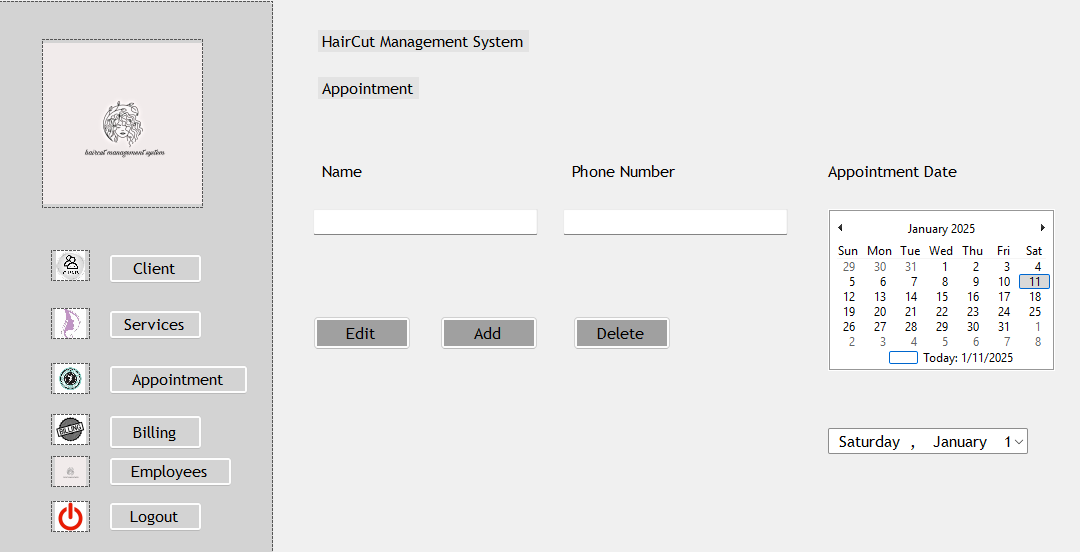 HairCut Management System
Appointment
haircut management system
Name
Phone Number
Appointment Date
January 2025
Sun Mon Tue Wed Thu Fri Sat
29 30 31 1 2 3 4
5 6 7 8 9 10 11
12 13 14 15 16 17 18
19 20 21 22 23 24 25
26 27 28 29 30 31 1
2 3 4 5 6 7 8
Today: 1/11/2025
Client
Services
Edit
Add
Delete
Appointment
BILLING
Billing
Saturday , January 1
Employees
Logout